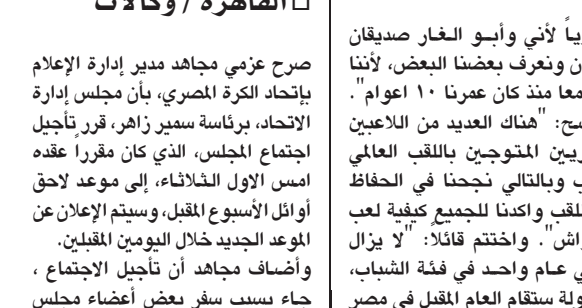 رياً لأني وأبو الغار صديقان
ن ونعرف بعضنا البعض، لأننا
معا منذ كان عمرنا ١٠ اعوام".
ضح: "هناك العديد من اللاعبين
ريين المتوجين باللقب العالمي
ب وبالتالي نجحنا في الحفاظ
للقب واكدنا للجميع كيفية لعب
واش". واختتم قائلاً: "لا يزال
ي عام واحد في فئة الشباب،
ستقام العام المقبل في مصر
القاهرة / وكالات
صرح عزمي مجاهد مدير إدارة الإعلام
بإتحاد الكرة المصري، بأن مجلس إدارة
الاتحاد، برئاسة سمير زاهر، قرر تأجيل
اجتماع المجلس، الذي كان مقرراً عقده
امس الاول الثلاثاء، إلى موعد لاحق
أوائل الأسبوع المقبل، وسيتم الإعلان عن
الموعد الجديد خلال اليومين المقبلين.
وأضاف مجاهد أن تأجيل الاجتماع ،
جاء بسبب سفر بعض أعضاء مجلس